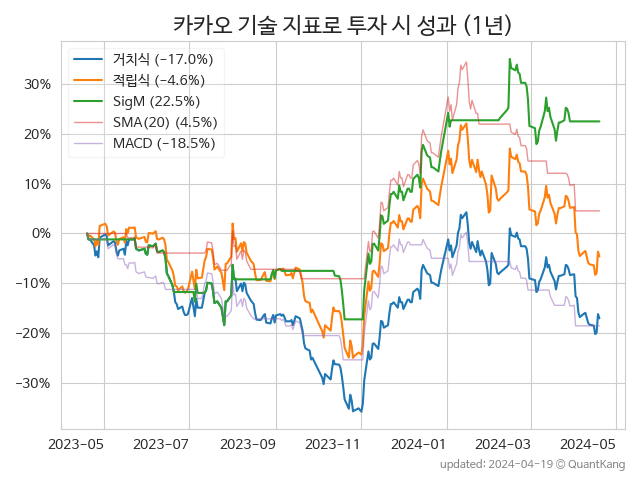 카카오 기술 지표로 투자 시 성과 (1년)
거치식 (−17.0%)
적립식 (−4.6%)
SigM (22.5%)
SMA(20) (4.5%)
MACD (−18.5%)
30%
20%
10%
0%
−10%
−20%
−30%
2023-05 2023-07 2023-09 2023-11 2024-01 2024-03 2024-05
updated: 2024-04-19 © QuantKang